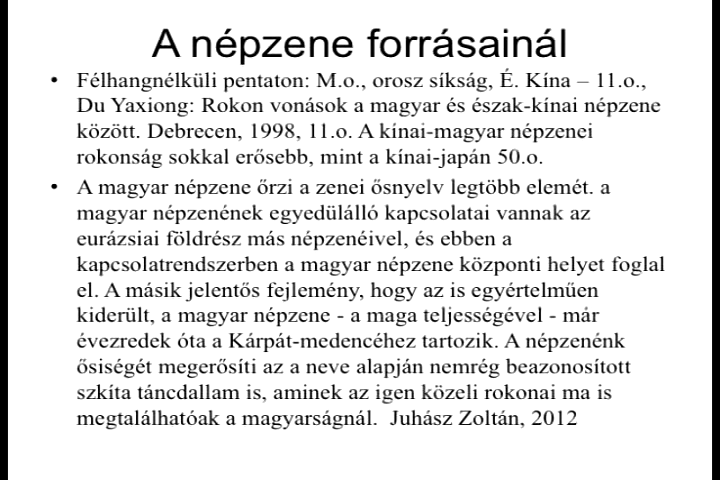 A népzene forrásainál
• Félhangnélküli pentaton: M.o., orosz síkság, É. Kína – 11.o.,
Du Yaxiong: Rokon vonások a magyar és észak-kínai népzene
között. Debrecen, 1998, 11.o. A kínai-magyar népzenei
rokonság sokkal erősebb, mint a kínai-japán 50.o.
• A magyar népzene őrzi a zenei ősnyelv legtöbb elemét. a
magyar népzenének egyedülálló kapcsolatai vannak az
eurázsiai földrész más népzenéivel, és ebben a
kapcsolatrendszerben a magyar népzene központi helyet foglal
el. A másik jelentős fejlemény, hogy az is egyértelműen
kiderült, a magyar népzene - a maga teljességével - már
évezredek óta a Kárpát-medencéhez tartozik. A népzenénk
ősiségét megerősíti az a neve alapján nemrég beazonosított
szkíta táncdallam is, aminek az igen közeli rokonai ma is
megtalálhatóak a magyarságnál.  Juhász Zoltán, 2012